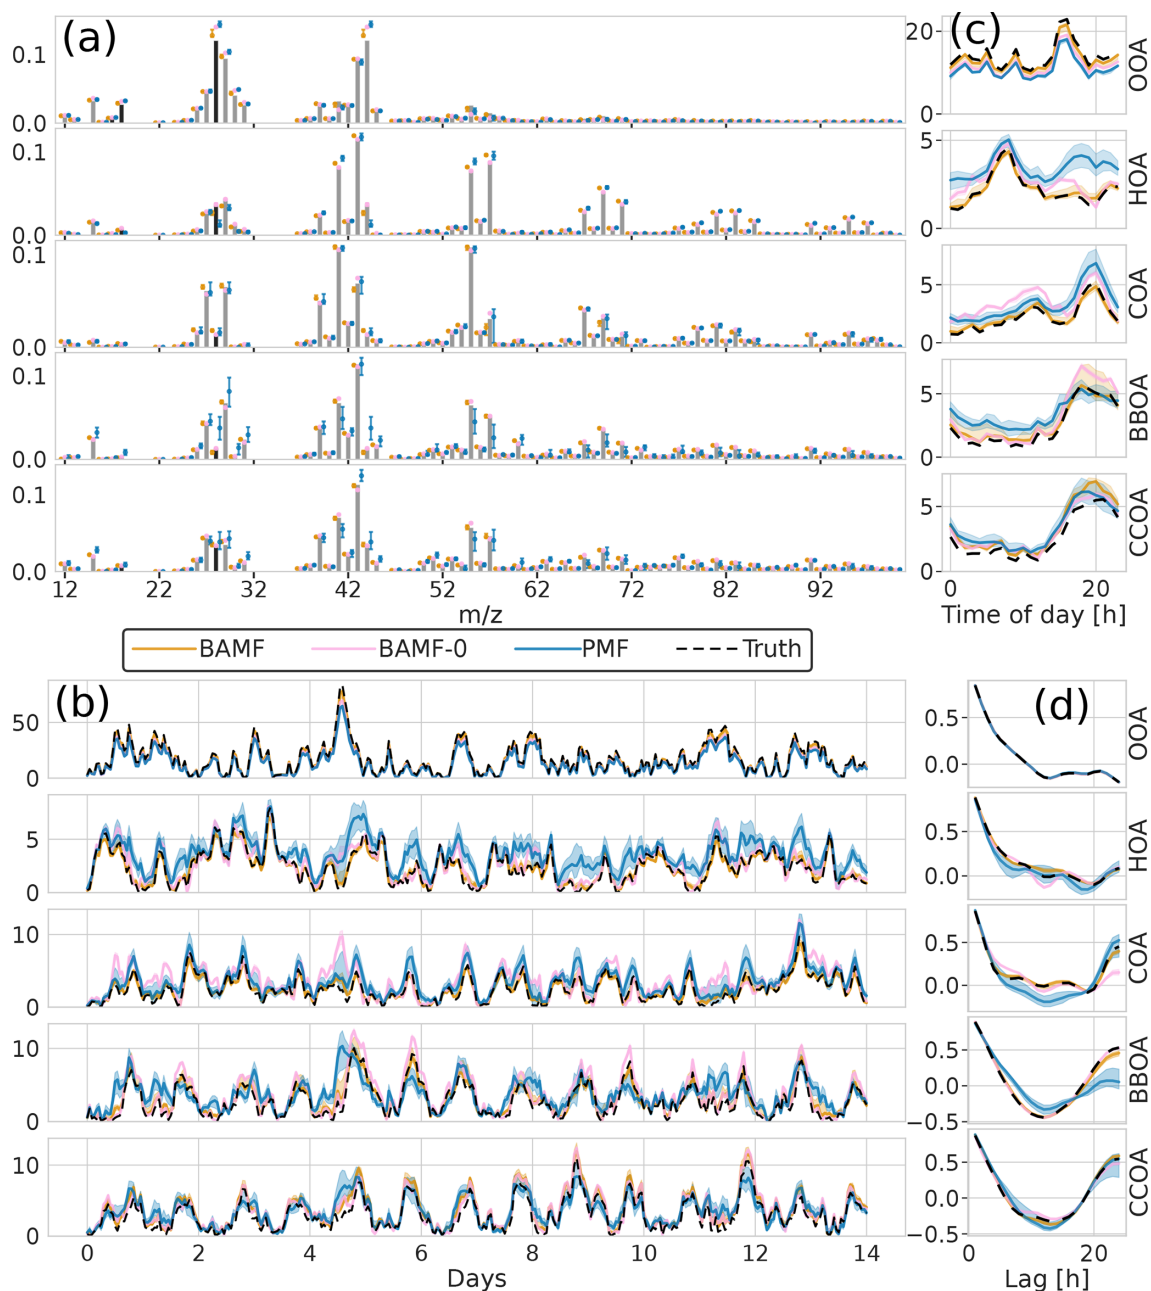 (a)
0.1
0.0
0.1
0.0
0.1
0.0
0.1
0.0
0.1
0.0
12 22 32 42 52 62 72 82 92
m/z
(c)
20
0
OOA
5
0
HOA
5
0
COA
5
0
BBOA
5
0
CCOA
0 20
Time of day [h]
BAMF BAMF-0 PMF Truth
(b)
50
0
5
0
10
0
10
0
10
0
0 2 4 6 8 10 12 14
Days
(d)
0.5
0.0
OOA
0.5
0.0
HOA
0.5
0.0
COA
0.5
0.0
−0.5
BBOA
0.5
0.0
−0.5
CCOA
0 20
Lag [h]